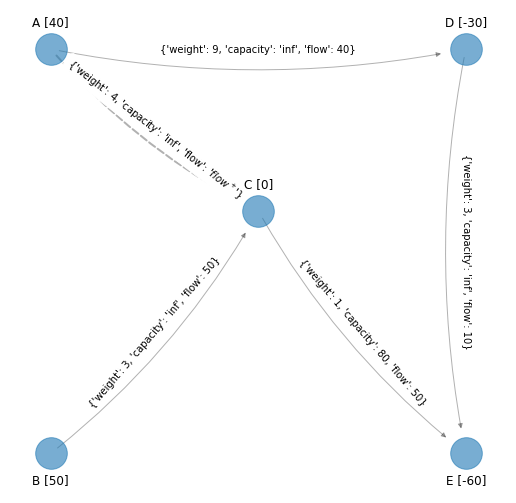 A [40]
D [-30]
{'weight': 9, 'capacity': 'inf', 'flow': 40}
{'weight': 4, 'capacity': 'inf', 'flow
C [0]
{'weight': 3, 'capacity': 'inf', 'flow': 10}
{'weight': 3, 'capacity': 'inf', 'flow': 50}
{'weight': 1, 'capacity': 80, 'flow': 50}
B [50]
E [-60]